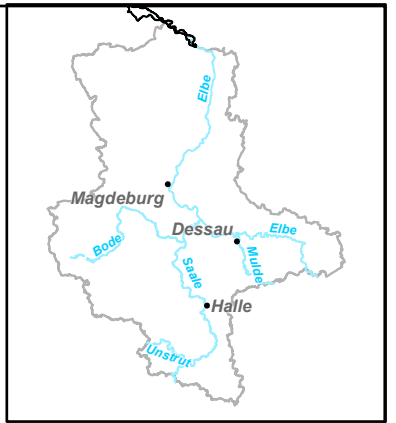 Elbe
Magdeburg
Dessau
Elbe
Bode
Mulde
Saale
Halle
Unstrut